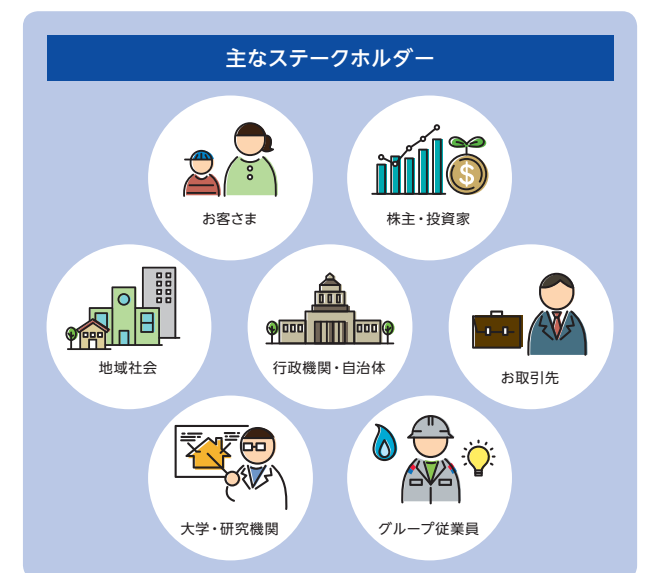 主なステークホルダー
お客さま
株主・投資家
$
地域社会
行政機関・自治体
お取引先
大学・研究機関
グループ従業員